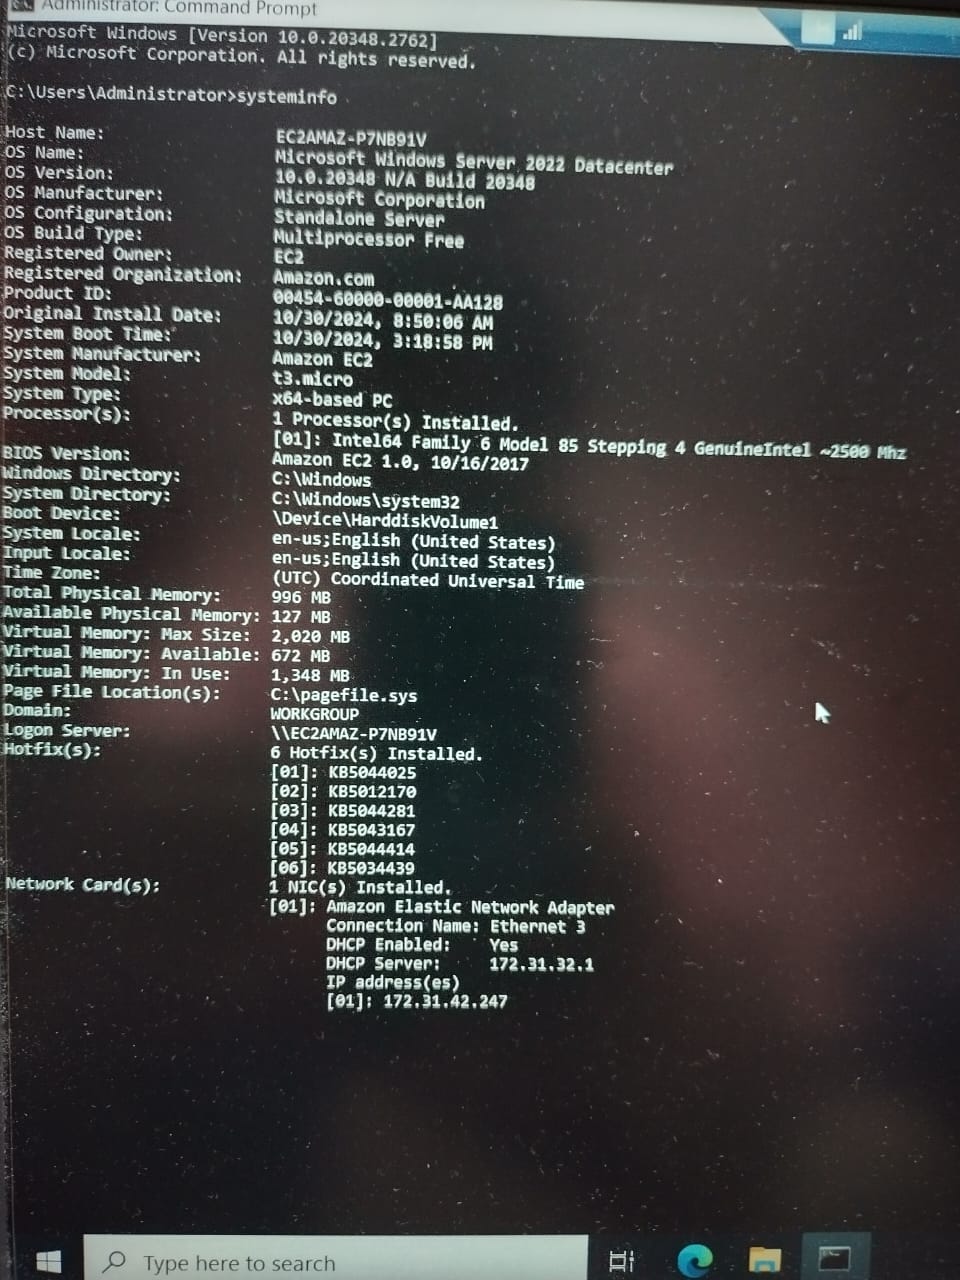 Administrator: Command Prompt
Microsoft Windows [Version 10.0.20348.2762]
(c) Microsoft Corporation. All rights reserved.
C:\Users\Administrator>systeminfo
Host Name: EC2AMAZ-P7NB91V
OS Name: Microsoft Windows Server 2022 Datacenter
OS Version: 10.0.20348 N/A Build 20348
OS Manufacturer: Microsoft Corporation
OS Configuration: Standalone Server
OS Build Type: Multiprocessor Free
Registered Owner: EC2
Registered Organization: Amazon.com
Product ID: 00454-60000-00001-AA128
Original Install Date: 10/30/2024, 8:50:06 AM
System Boot Time: 10/30/2024, 3:18:58 PM
System Manufacturer: Amazon EC2
System Model: t3.micro
System Type: x64-based PC
Processor(s): 1 Processor(s) Installed.
[01]: Intel64 Family 6 Model 85 Stepping 4 GenuineIntel ~2500 Mhz
BIOS Version: Amazon EC2 1.0, 10/16/2017
Windows Directory: C:\Windows
System Directory: C:\Windows\system32
Boot Device: \Device\HarddiskVolume1
System Locale: en-us;English (United States)
Input Locale: en-us;English (United States)
Time Zone: (UTC) Coordinated Universal Time
Total Physical Memory: 996 MB
Available Physical Memory: 127 MB
Virtual Memory: Max Size: 2,020 MB
Virtual Memory: Available: 672 MB
Virtual Memory: In Use: 1,348 MB
Page File Location(s): C:\pagefile.sys
Domain: WORKGROUP
Logon Server: \\EC2AMAZ-P7NB91V
Hotfix(s): 6 Hotfix(s) Installed.
[01]: KB5044025
[02]: KB5012170
[03]: KB5044281
[04]: KB5043167
[05]: KB5044414
[06]: KB5034439
Network Card(s): 1 NIC(s) Installed.
[01]: Amazon Elastic Network Adapter
Connection Name: Ethernet 3
DHCP Enabled: Yes
DHCP Server: 172.31.32.1
IP address(es)
[01]: 172.31.42.247
Type here to search